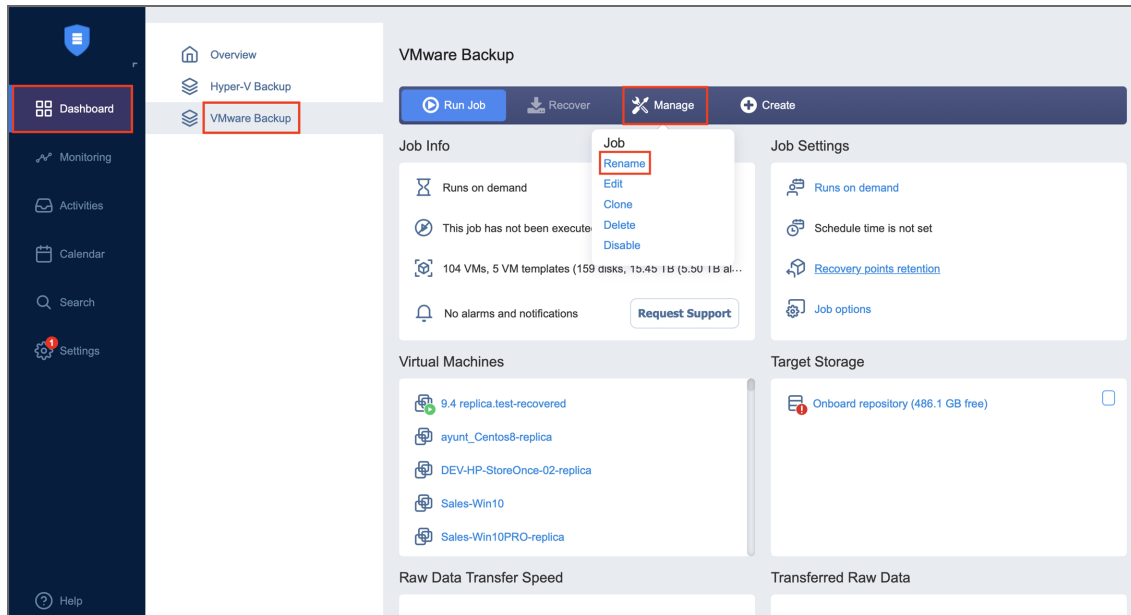 Dashboard
Monitoring
Activities
Calendar
Search
1
Settings
Help
Overview
Hyper-V Backup
VMware Backup
VMware Backup
Run Job
Recover
Manage
Create
Job Info
Runs on demand
This job has not been execute
104 VMs, 5 VM templates (159 disks, 15.45 TB (5.50 TB al...
No alarms and notifications
Request Support
Job
Rename
Edit
Clone
Delete
Disable
Job Settings
Runs on demand
Schedule time is not set
Recovery points retention
Job options
Virtual Machines
9.4 replica.test-recovered
ayunt_Centos8-replica
DEV-HP-StoreOnce-02-replica
Sales-Win10
Sales-Win10PRO-replica
Target Storage
Onboard repository (486.1 GB free)
Raw Data Transfer Speed
Transferred Raw Data